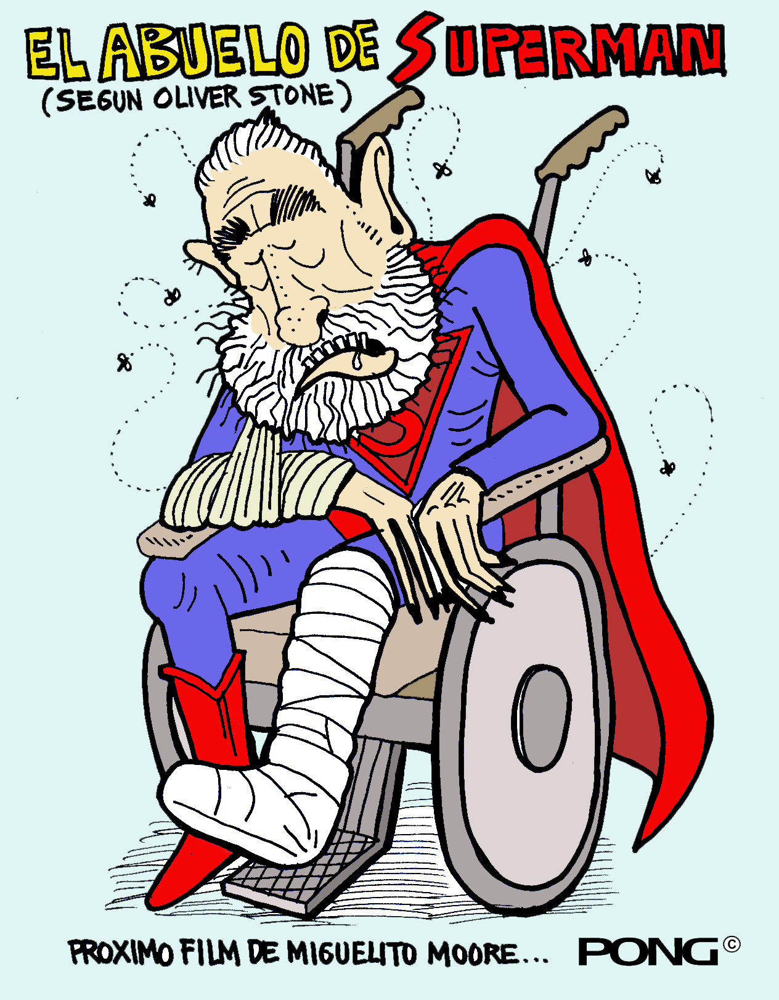 EL ABUELO DE SUPERMAN
(SEGUN OLIVER STONE)
PROXIMO FILM DE MIGUELITO MOORE... PONG ©